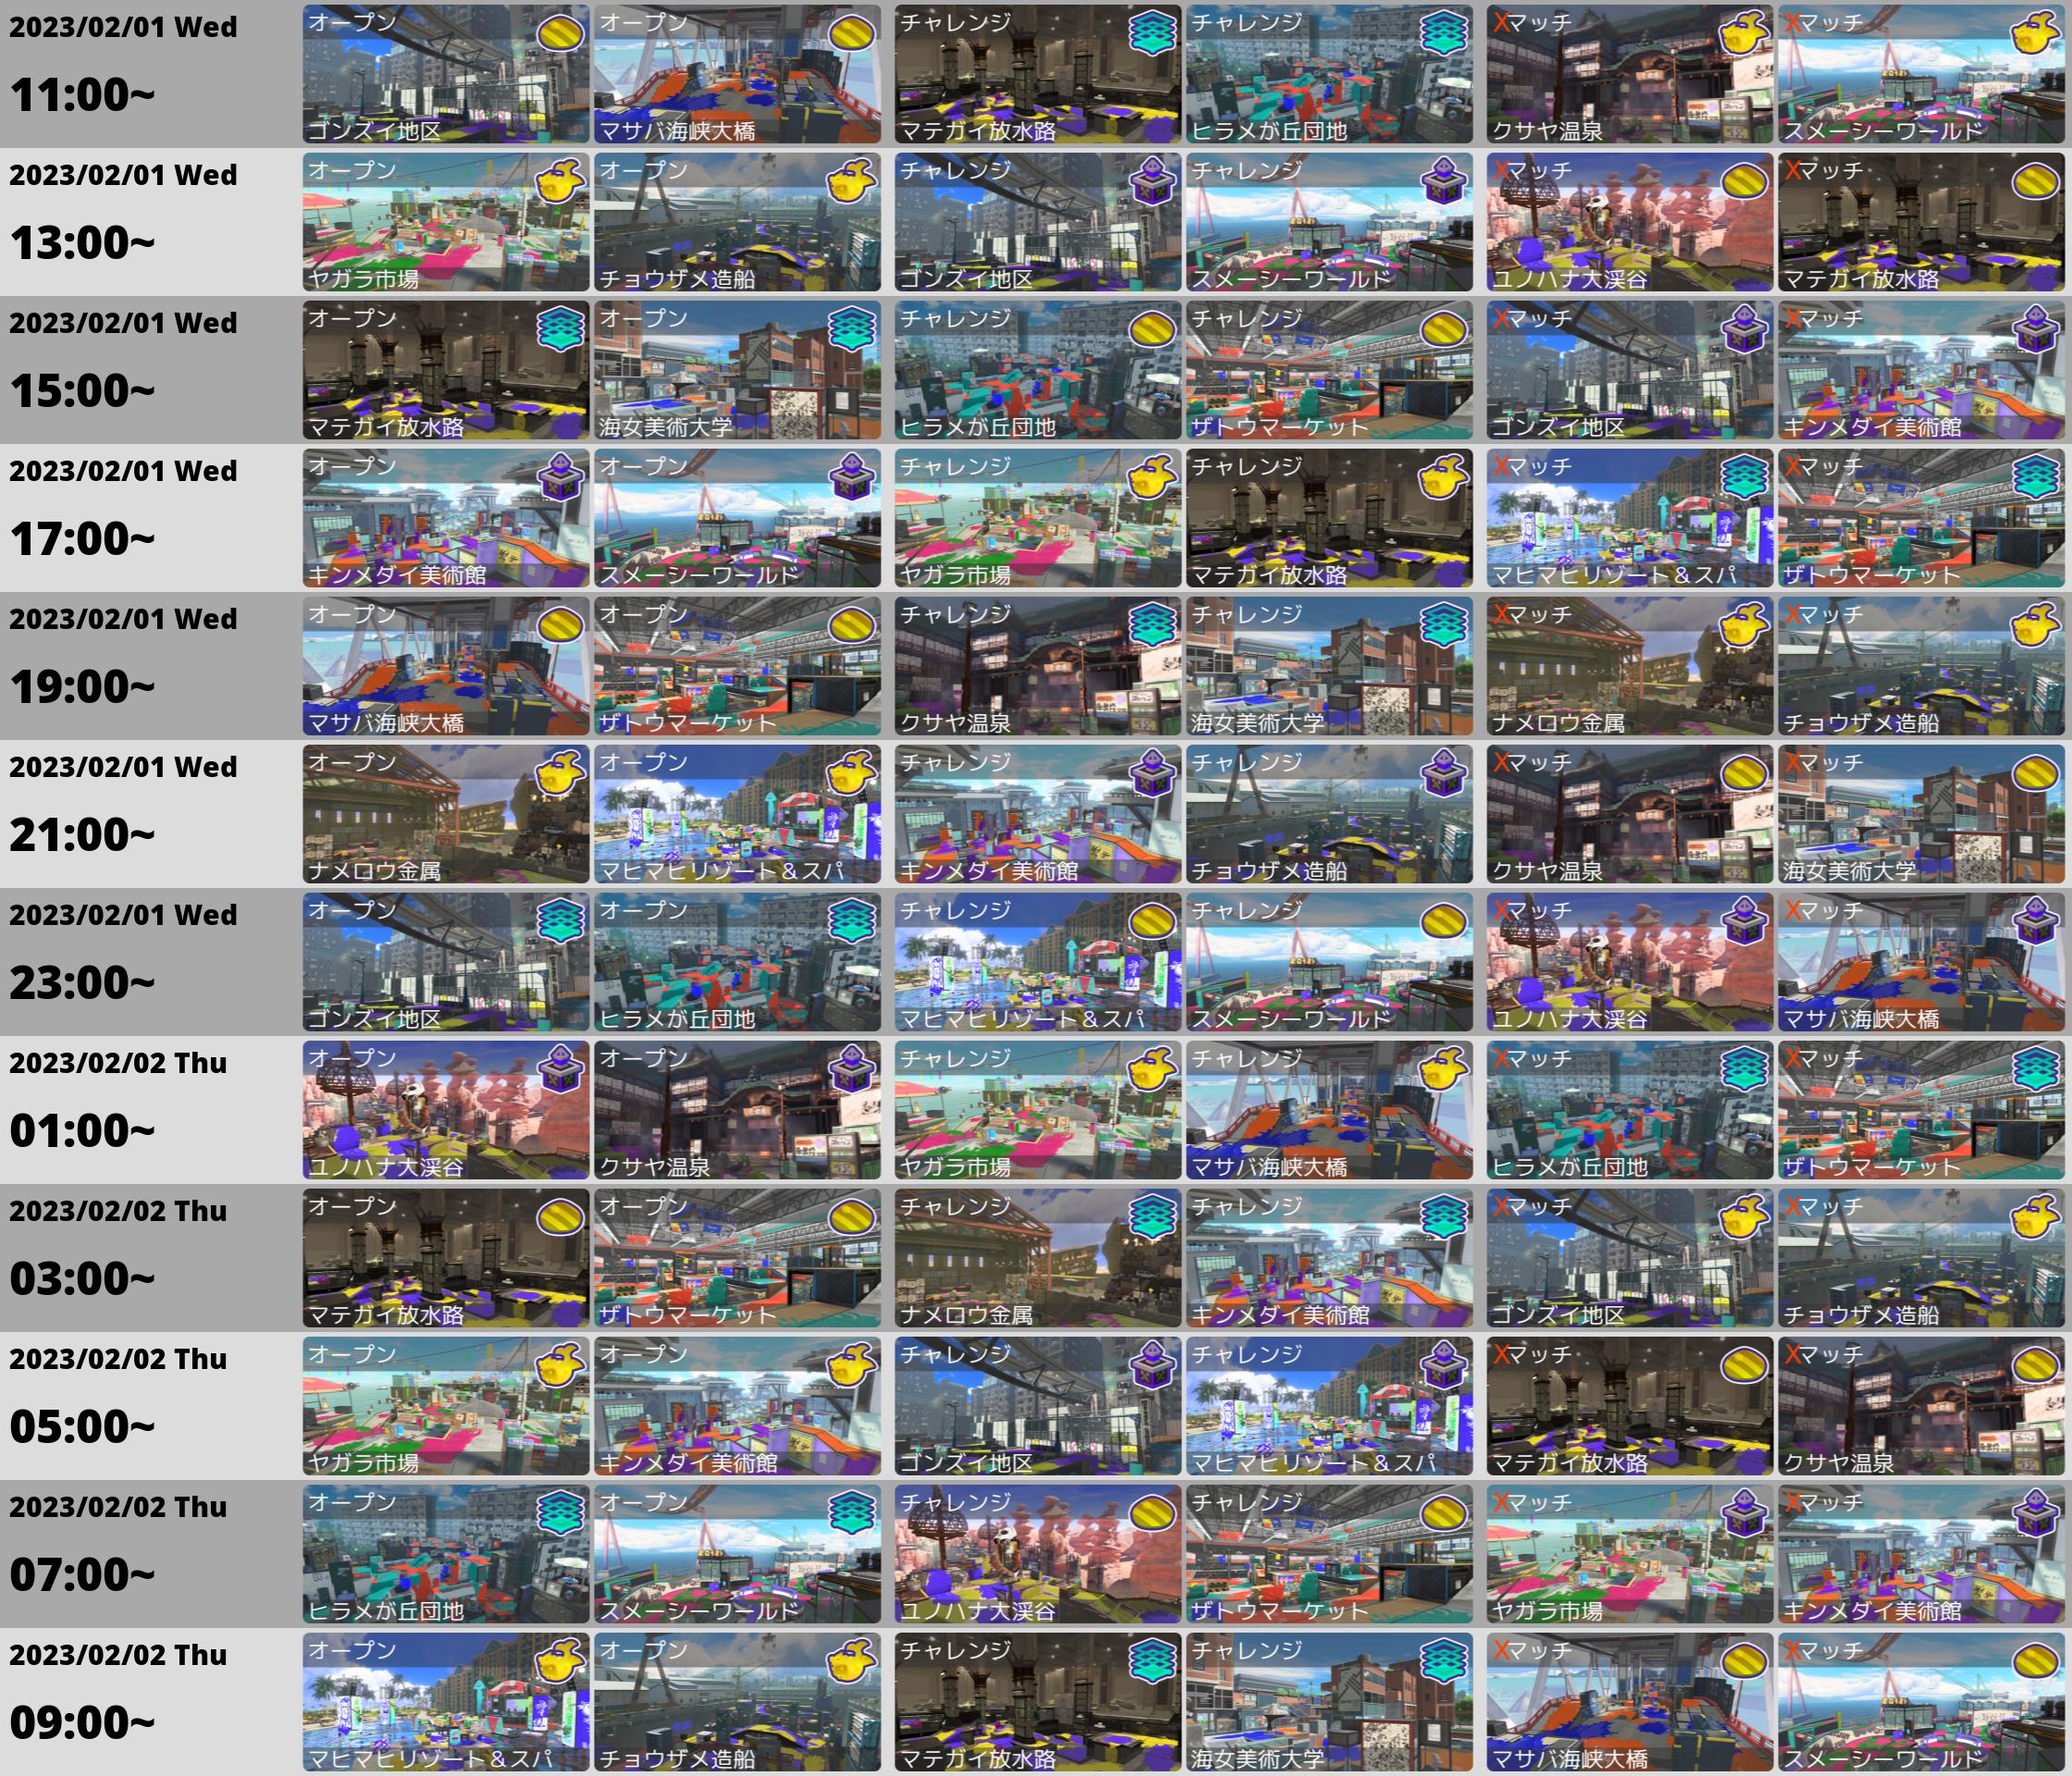 2023/02/01 Wed
11:00~
オープン オープン チャレンジ チャレンジ Xマッチ Xマッチ
ゴンズイ地区 マサバ海峡大橋 マテガイ放水路 ヒラメが丘団地 クサヤ温泉 スメーシーワールド
2023/02/01 Wed
13:00~
オープン オープン チャレンジ チャレンジ Xマッチ Xマッチ
ヤガラ市場 チョウザメ造船 ゴンズイ地区 スメーシーワールド ユノハナ大渓谷 マテガイ放水路
2023/02/01 Wed
15:00~
オープン オープン チャレンジ チャレンジ Xマッチ Xマッチ
マテガイ放水路 海女美術大学 ヒラメが丘団地 ザトウマーケット ゴンズイ地区 キンメダイ美術館
2023/02/01 Wed
17:00~
オープン オープン チャレンジ チャレンジ Xマッチ Xマッチ
キンメダイ美術館 スメーシーワールド ヤガラ市場 マテガイ放水路 マヒマヒリゾート＆スパ ザトウマーケット
2023/02/01 Wed
19:00~
オープン オープン チャレンジ チャレンジ Xマッチ Xマッチ
マサバ海峡大橋 ザトウマーケット クサヤ温泉 海女美術大学 ナメロウ金属 チョウザメ造船
2023/02/01 Wed
21:00~
オープン オープン チャレンジ チャレンジ Xマッチ Xマッチ
ナメロウ金属 マヒマヒリゾート＆スパ キンメダイ美術館 チョウザメ造船 クサヤ温泉 海女美術大学
2023/02/01 Wed
23:00~
オープン オープン チャレンジ チャレンジ Xマッチ Xマッチ
ゴンズイ地区 ヒラメが丘団地 マヒマヒリゾート＆スパ スメーシーワールド ユノハナ大渓谷 マサバ海峡大橋
2023/02/02 Thu
01:00~
オープン オープン チャレンジ チャレンジ Xマッチ Xマッチ
ユノハナ大渓谷 クサヤ温泉 ヤガラ市場 マサバ海峡大橋 ヒラメが丘団地 ザトウマーケット
2023/02/02 Thu
03:00~
オープン オープン チャレンジ チャレンジ Xマッチ Xマッチ
マテガイ放水路 ザトウマーケット ナメロウ金属 キンメダイ美術館 ゴンズイ地区 チョウザメ造船
2023/02/02 Thu
05:00~
オープン オープン チャレンジ チャレンジ Xマッチ Xマッチ
ヤガラ市場 キンメダイ美術館 ゴンズイ地区 マヒマヒリゾート＆スパ マテガイ放水路 クサヤ温泉
2023/02/02 Thu
07:00~
オープン オープン チャレンジ チャレンジ Xマッチ Xマッチ
ヒラメが丘団地 スメーシーワールド ユノハナ大渓谷 ザトウマーケット ヤガラ市場 キンメダイ美術館
2023/02/02 Thu
09:00~
オープン オープン チャレンジ チャレンジ Xマッチ Xマッチ
マヒマヒリゾート＆スパ チョウザメ造船 マテガイ放水路 海女美術大学 マサバ海峡大橋 スメーシーワールド